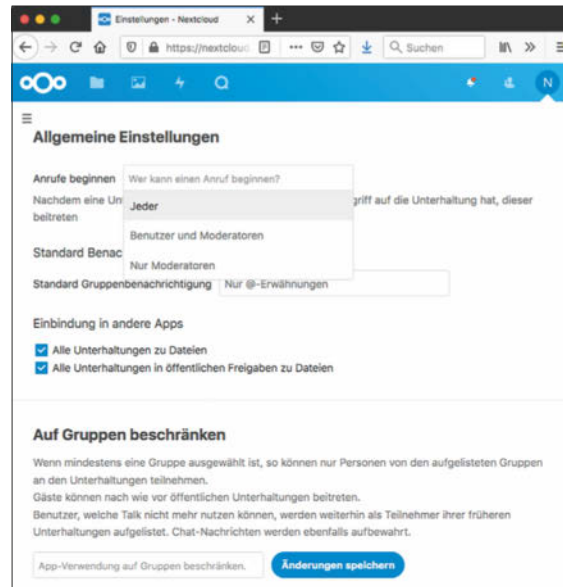 Einstellungen - Nextcloud
https://nextclou
Suchen
N
Allgemeine Einstellungen
Anrufe beginnen
Wer kann einen Anruf beginnen?
Nachdem eine Un
griff auf die Unterhaltung hat, dieser
beitreten
Jeder
Benutzer und Moderatoren
Nur Moderatoren
Standard Benac
Standard Gruppenbenachrichtigung
Nur @-Erwähnungen
Einbindung in andere Apps
Alle Unterhaltungen zu Dateien
Alle Unterhaltungen in öffentlichen Freigaben zu Dateien
Auf Gruppen beschränken
Wenn mindestens eine Gruppe ausgewählt ist, so können nur Personen von den aufgelisteten Gruppen
an den Unterhaltungen teilnehmen.
Gäste können nach wie vor öffentlichen Unterhaltungen beitreten.
Benutzer, welche Talk nicht mehr nutzen können, werden weiterhin als Teilnehmer ihrer früheren
Unterhaltungen aufgelistet. Chat-Nachrichten werden ebenfalls aufbewahrt.
App-Verwendung auf Gruppen beschränken.
Änderungen speichern